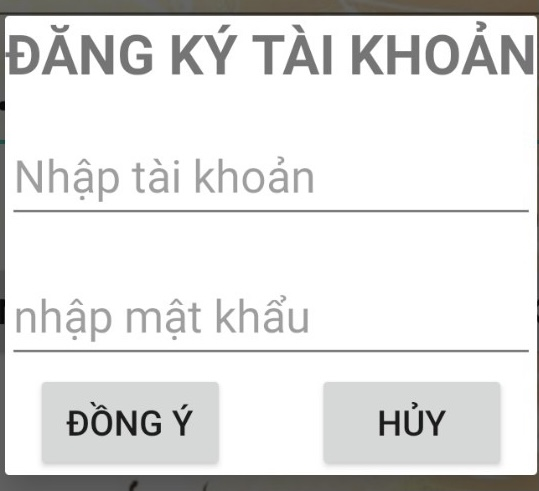 ĐĂNG KÝ TÀI KHOẢN
Nhập tài khoản
nhập mật khẩu
ĐỒNG Ý
HỦY